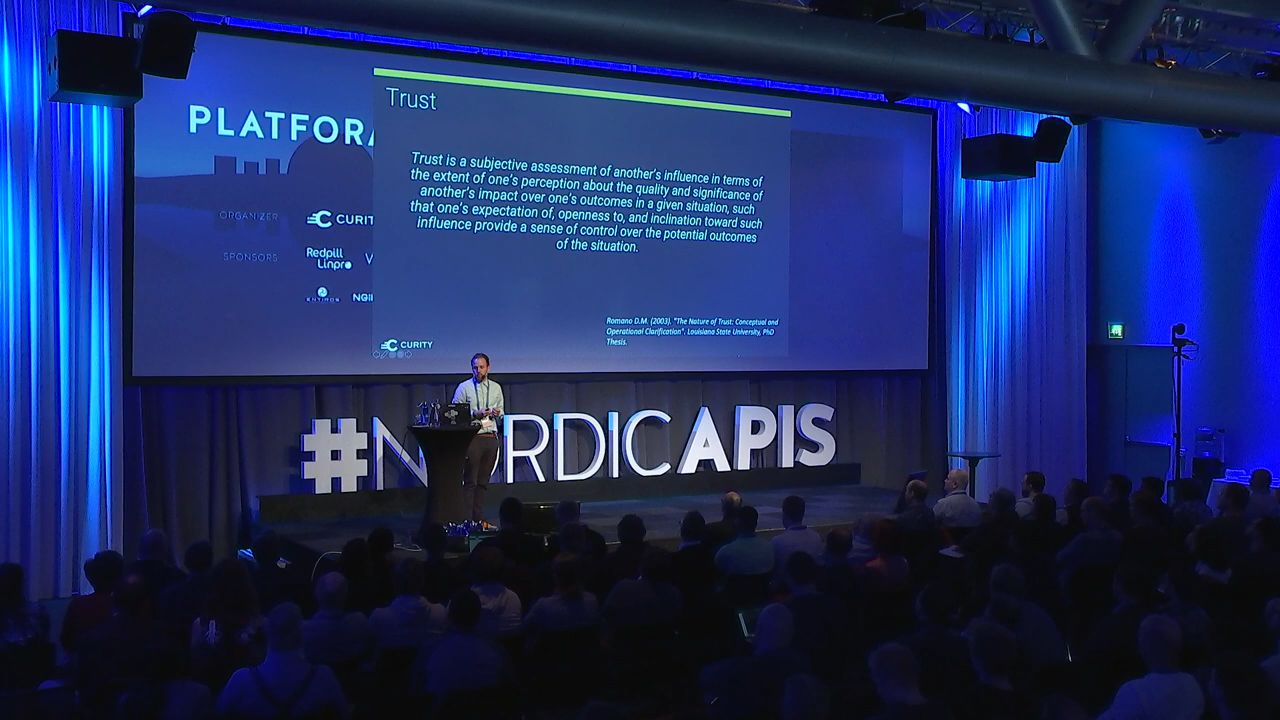 PLATFOR
ORGANIZER
CURIT
SPONSORS
Redpill
Linpro
ENTIROS
Trust
Trust is a subjective assessment of another's influence in terms of
the extent of one's perception about the quality and significance of
another's impact over one's outcomes in a given situation, such
that one's expectation of, openness to, and inclination toward such
influence provide a sense of control over the potential outcomes
of the situation.
Romano D.M. (2003). "The Nature of Trust: Conceptual and
Operational Clarification". Louisiana State University, PhD
Thesis.
CURITY
#NORDICAPIS